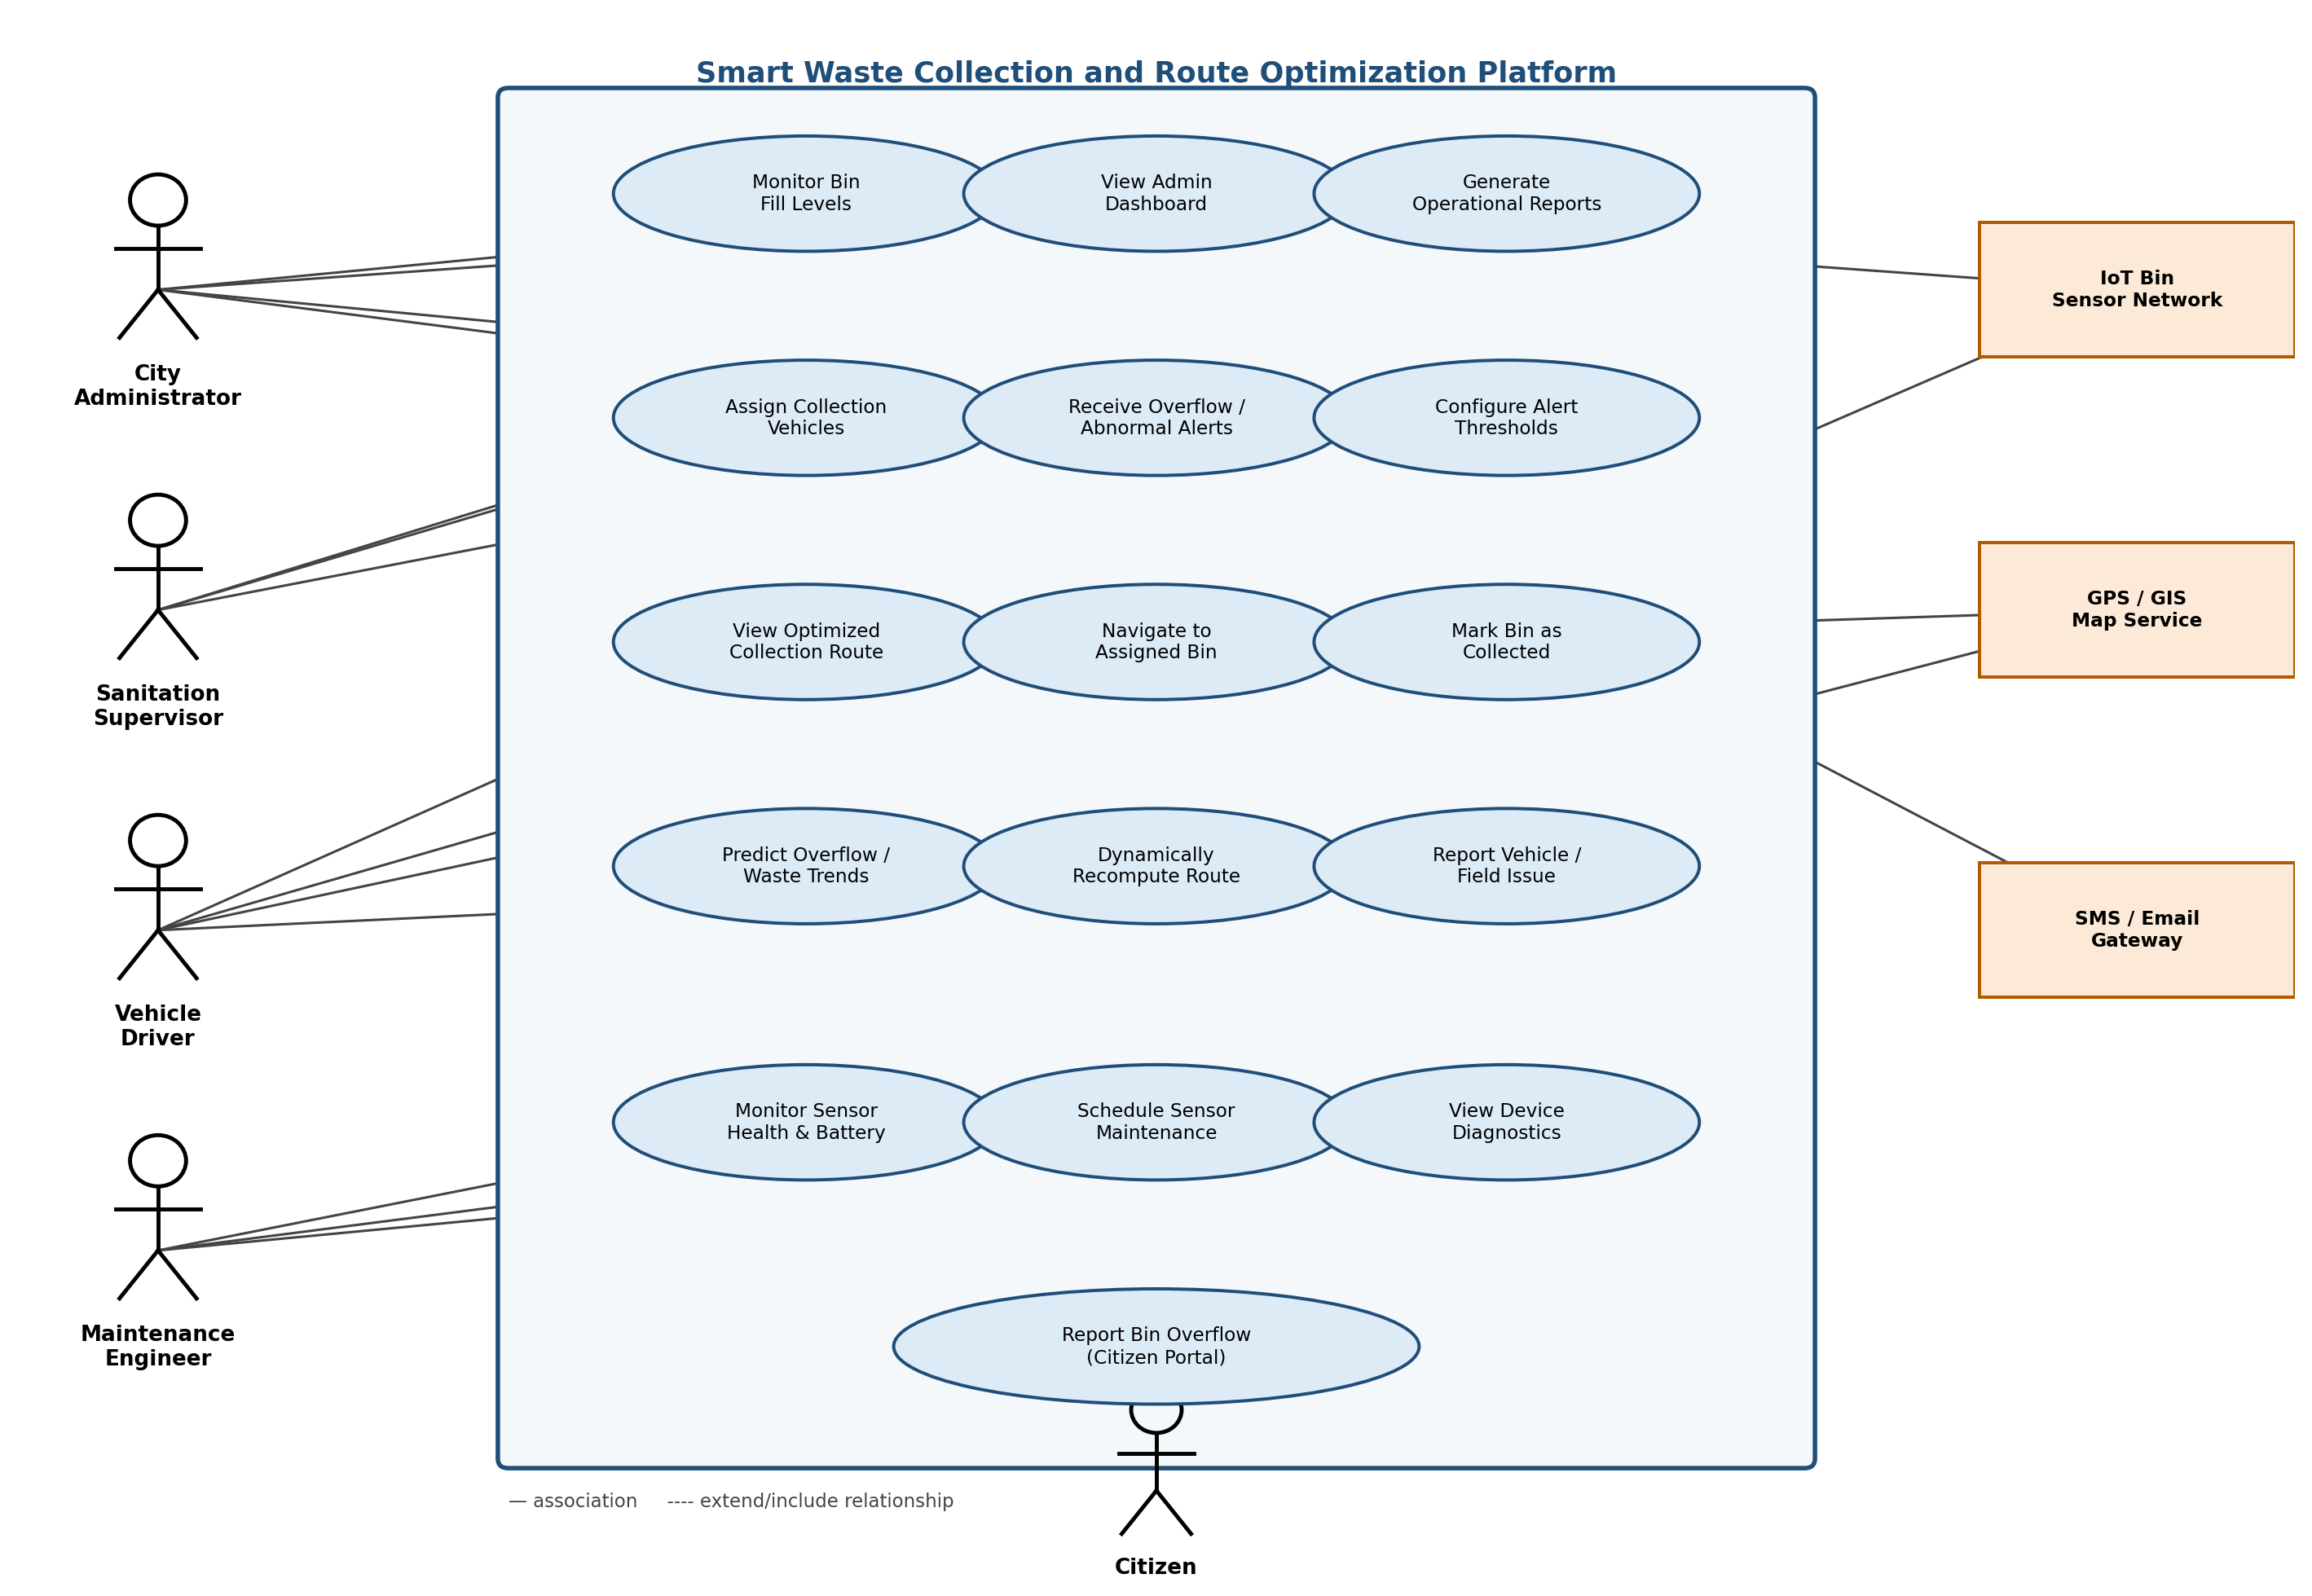 Smart Waste Collection and Route Optimization Platform
Monitor Bin
Fill Levels
View Admin
Dashboard
Generate
Operational Reports
IoT Bin
Sensor Network
City
Administrator
Assign Collection
Vehicles
Receive Overflow /
Abnormal Alerts
Configure Alert
Thresholds
Sanitation
Supervisor
View Optimized
Collection Route
Navigate to
Assigned Bin
Mark Bin as
Collected
GPS / GIS
Map Service
Predict Overflow /
Waste Trends
Dynamically
Recompute Route
Report Vehicle /
Field Issue
SMS / Email
Gateway
Vehicle
Driver
Monitor Sensor
Health & Battery
Schedule Sensor
Maintenance
View Device
Diagnostics
Maintenance
Engineer
Report Bin Overflow
(Citizen Portal)
— association ---- extend/include relationship
Citizen